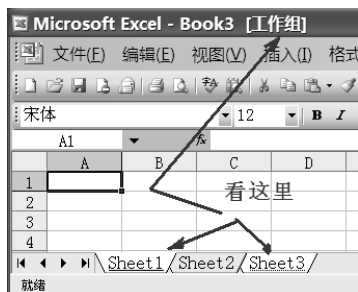 Microsoft Excel - Book3 [工作组]
文件(F) 编辑(E) 视图(V) 插入(I) 格式
宋体 12 B I
A1 fx
A B C D
1
看这里
2
3
4
Sheet1 Sheet2 Sheet3
就绪